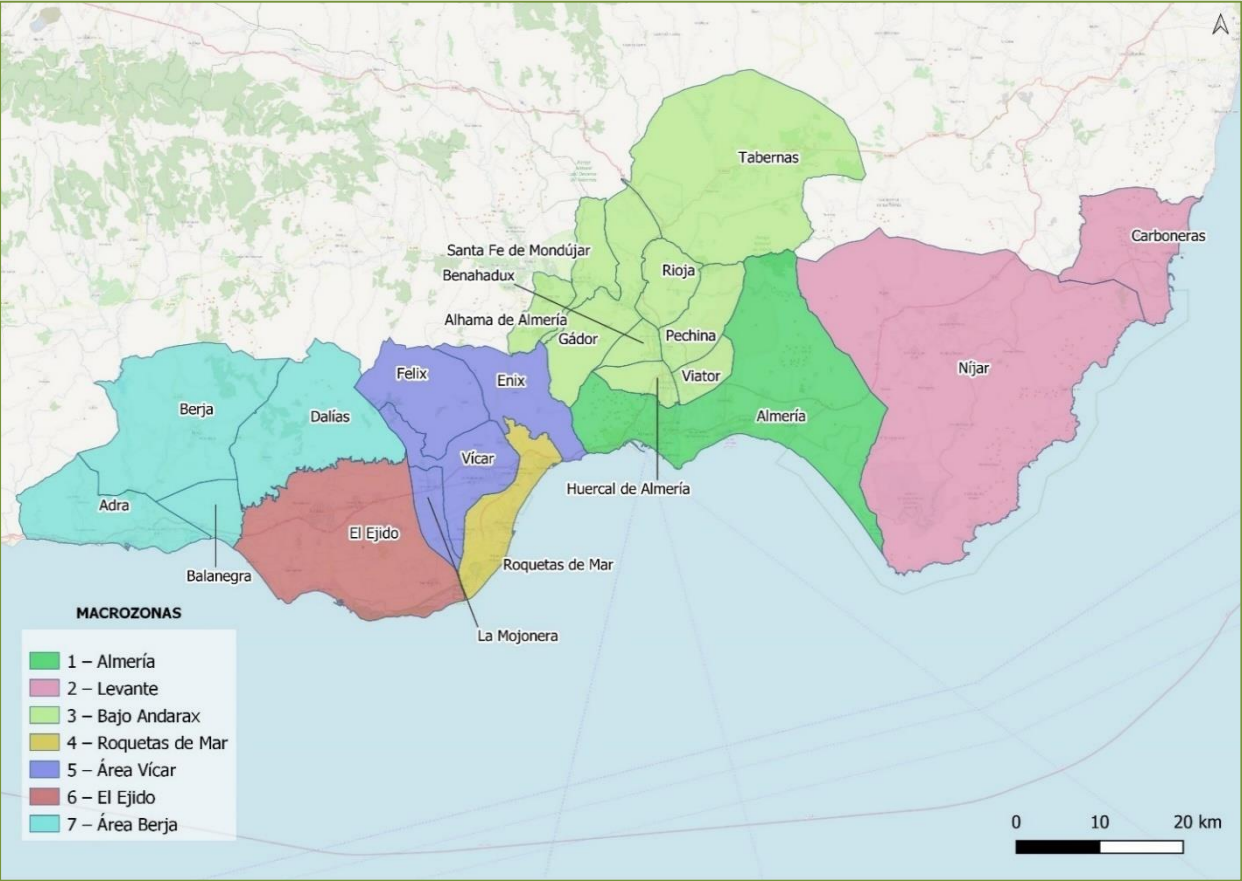 Tabernas
Carboneras
Santa Fe de Mondújar
Rioja
Benahadux
Alhama de Almería
Gádor
Pechina
Níjar
Felix
Enix
Viator
Berja
Dalías
Almería
Vícar
Huercal de Almería
Adra
El Ejido
Roquetas de Mar
Balanegra
La Mojonera
MACROZONAS
1 – Almería
2 – Levante
3 – Bajo Andarax
4 – Roquetas de Mar
5 – Área Vícar
6 – El Ejido
7 – Área Berja
0 10 20 km